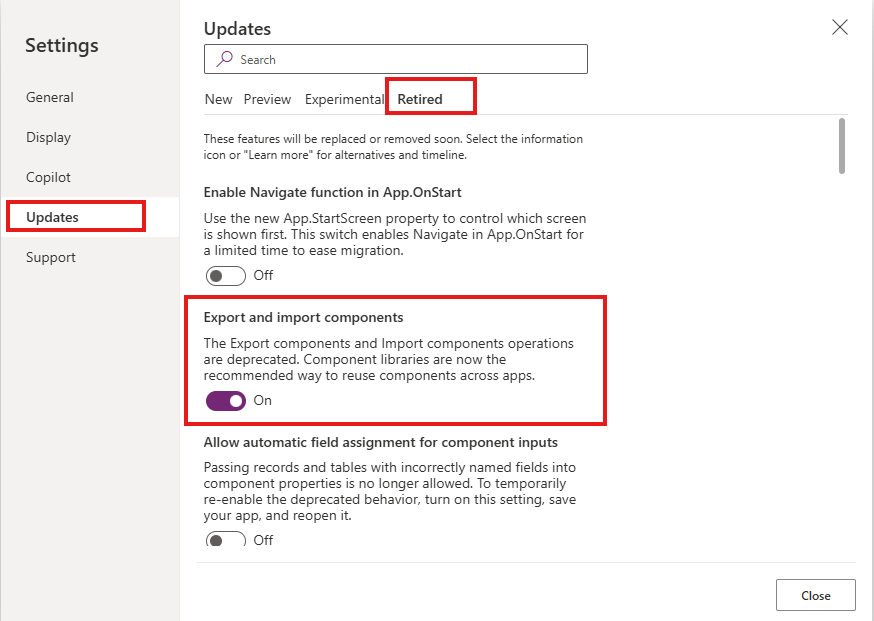 Settings
General
Display
Copilot
Updates
Support
Updates
Search
New Preview Experimental Retired
These features will be replaced or removed soon. Select the information
icon or "Learn more" for alternatives and timeline.
Enable Navigate function in App.OnStart
Use the new App.StartScreen property to control which screen
is shown first. This switch enables Navigate in App.OnStart for
a limited time to ease migration.
Off
Export and import components
The Export components and Import components operations
are deprecated. Component libraries are now the
recommended way to reuse components across apps.
On
Allow automatic field assignment for component inputs
Passing records and tables with incorrectly named fields into
component properties is no longer allowed. To temporarily
re-enable the deprecated behavior, turn on this setting, save
your app, and reopen it.
Off
Close